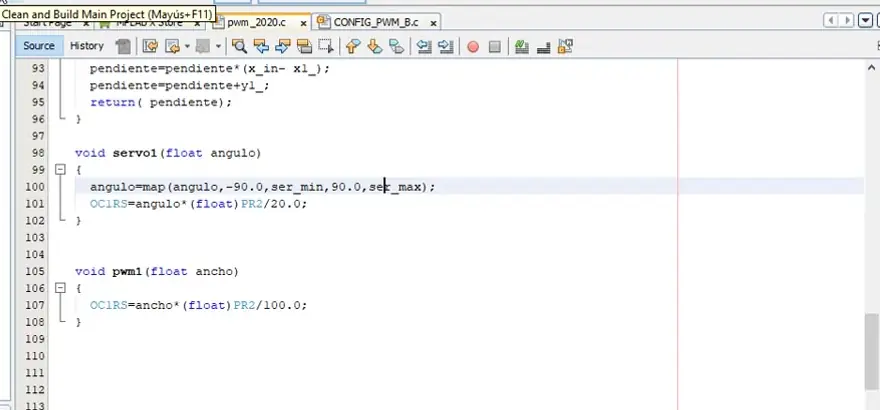 Clean and Build Main Project (Mayús+F11)
pwm_2020.c
CONFIG_PWM_B.c
Source History
93 pendiente=pendiente*(x_in- x1_);
94 pendiente=pendiente+y1_;
95 return( pendiente);
96 }
97
98 void servo1(float angulo)
99 {
100 angulo=map(angulo,-90.0,ser_min,90.0,ser_max);
101 OC1RS=angulo*(float)PR2/20.0;
102 }
103
104
105 void pwm1(float ancho)
106 {
107 OC1RS=ancho*(float)PR2/100.0;
108 }
109
110
111
112
113